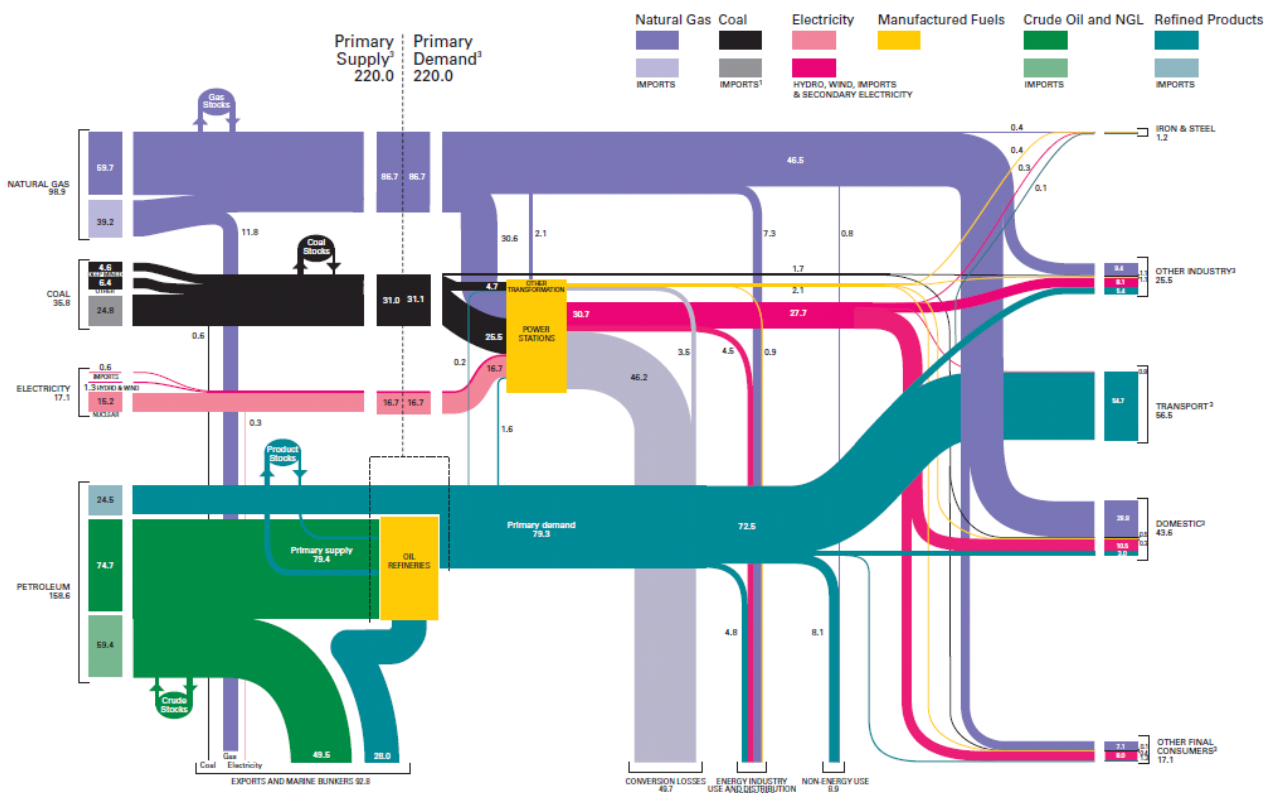 Natural Gas
Coal
Electricity
Manufactured Fuels
Crude Oil and NGL
Refined Products
IMPORTS
IMPORTS¹
HYDRO, WIND, IMPORTS
& SECONDARY ELECTRICITY
IMPORTS
IMPORTS
Primary
Supply³
220.0
Primary
Demand³
220.0
Gas
Stocks
NATURAL GAS
98.9
59.7
39.2
11.8
86.7
86.7
46.5
30.6
2.1
7.3
0.8
0.4
0.4
0.3
0.1
IRON & STEEL
1.2
Coal
Stocks
COAL
35.8
4.6
6.4
OTHER
24.8
0.6
31.0
31.1
4.7
25.5
OTHER
TRANSFORMATION
POWER
STATIONS
1.7
2.1
30.7
27.7
3.5
4.5
0.9
46.2
0.2
1.6
OTHER INDUSTRY³
25.5
9.4
8.1
5.4
ELECTRICITY
17.1
0.6
IMPORTS
1.3 HYDRO & WIND
15.2
NUCLEAR
0.3
16.7
16.7
16.7
TRANSPORT³
56.5
54.7
Product
Stocks
PETROLEUM
158.6
24.5
74.7
59.4
Primary supply
79.4
OIL
REFINERIES
Primary demand
79.3
72.5
DOMESTIC³
43.6
10.5
4.8
8.1
Crude
Stocks
49.5
28.0
Coal
Gas
Electricity
EXPORTS AND MARINE BUNKERS 92.8
CONVERSION LOSSES
49.7
ENERGY INDUSTRY
USE AND DISTRIBUTION
NON-ENERGY USE
8.9
OTHER FINAL
CONSUMERS³
17.1
7.1